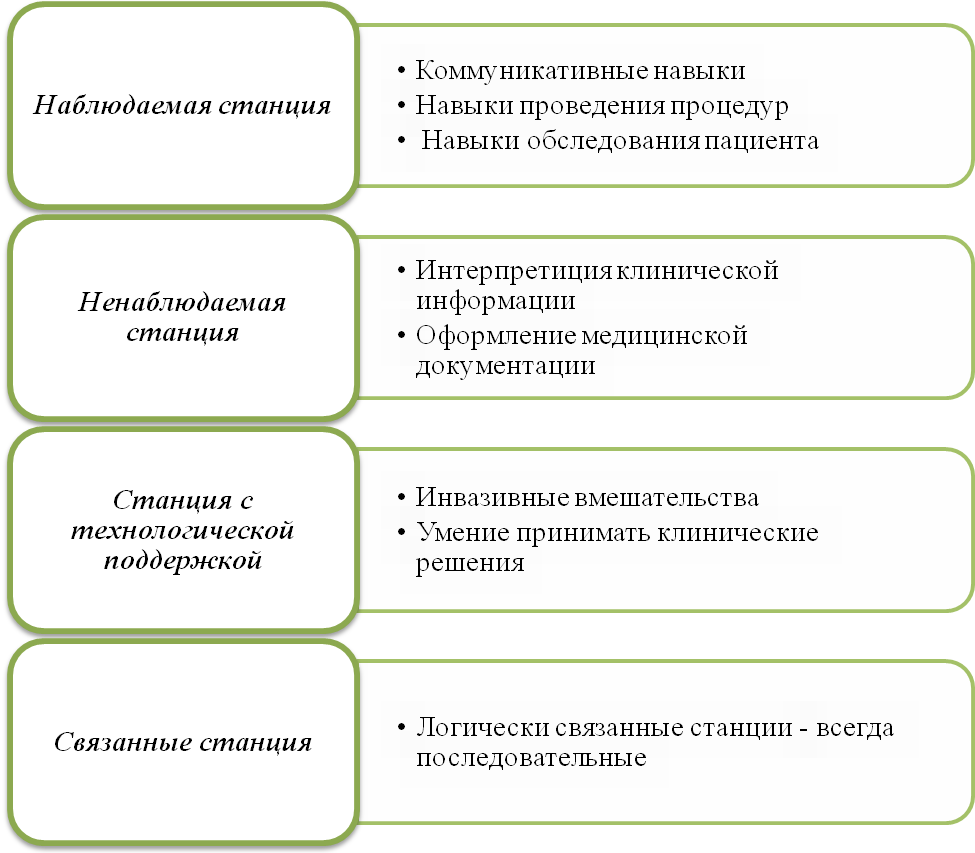 Наблюдаемая станция
• Коммуникативные навыки
• Навыки проведения процедур
• Навыки обследования пациента
Ненаблюдаемая
станция
• Интерпретиция клинической
информации
• Оформление медицинской
документации
Станция с
технологической
поддержкой
• Инвазивные вмешательства
• Умение принимать клинические
решения
Связанные станция
• Логически связанные станции - всегда
последовательные